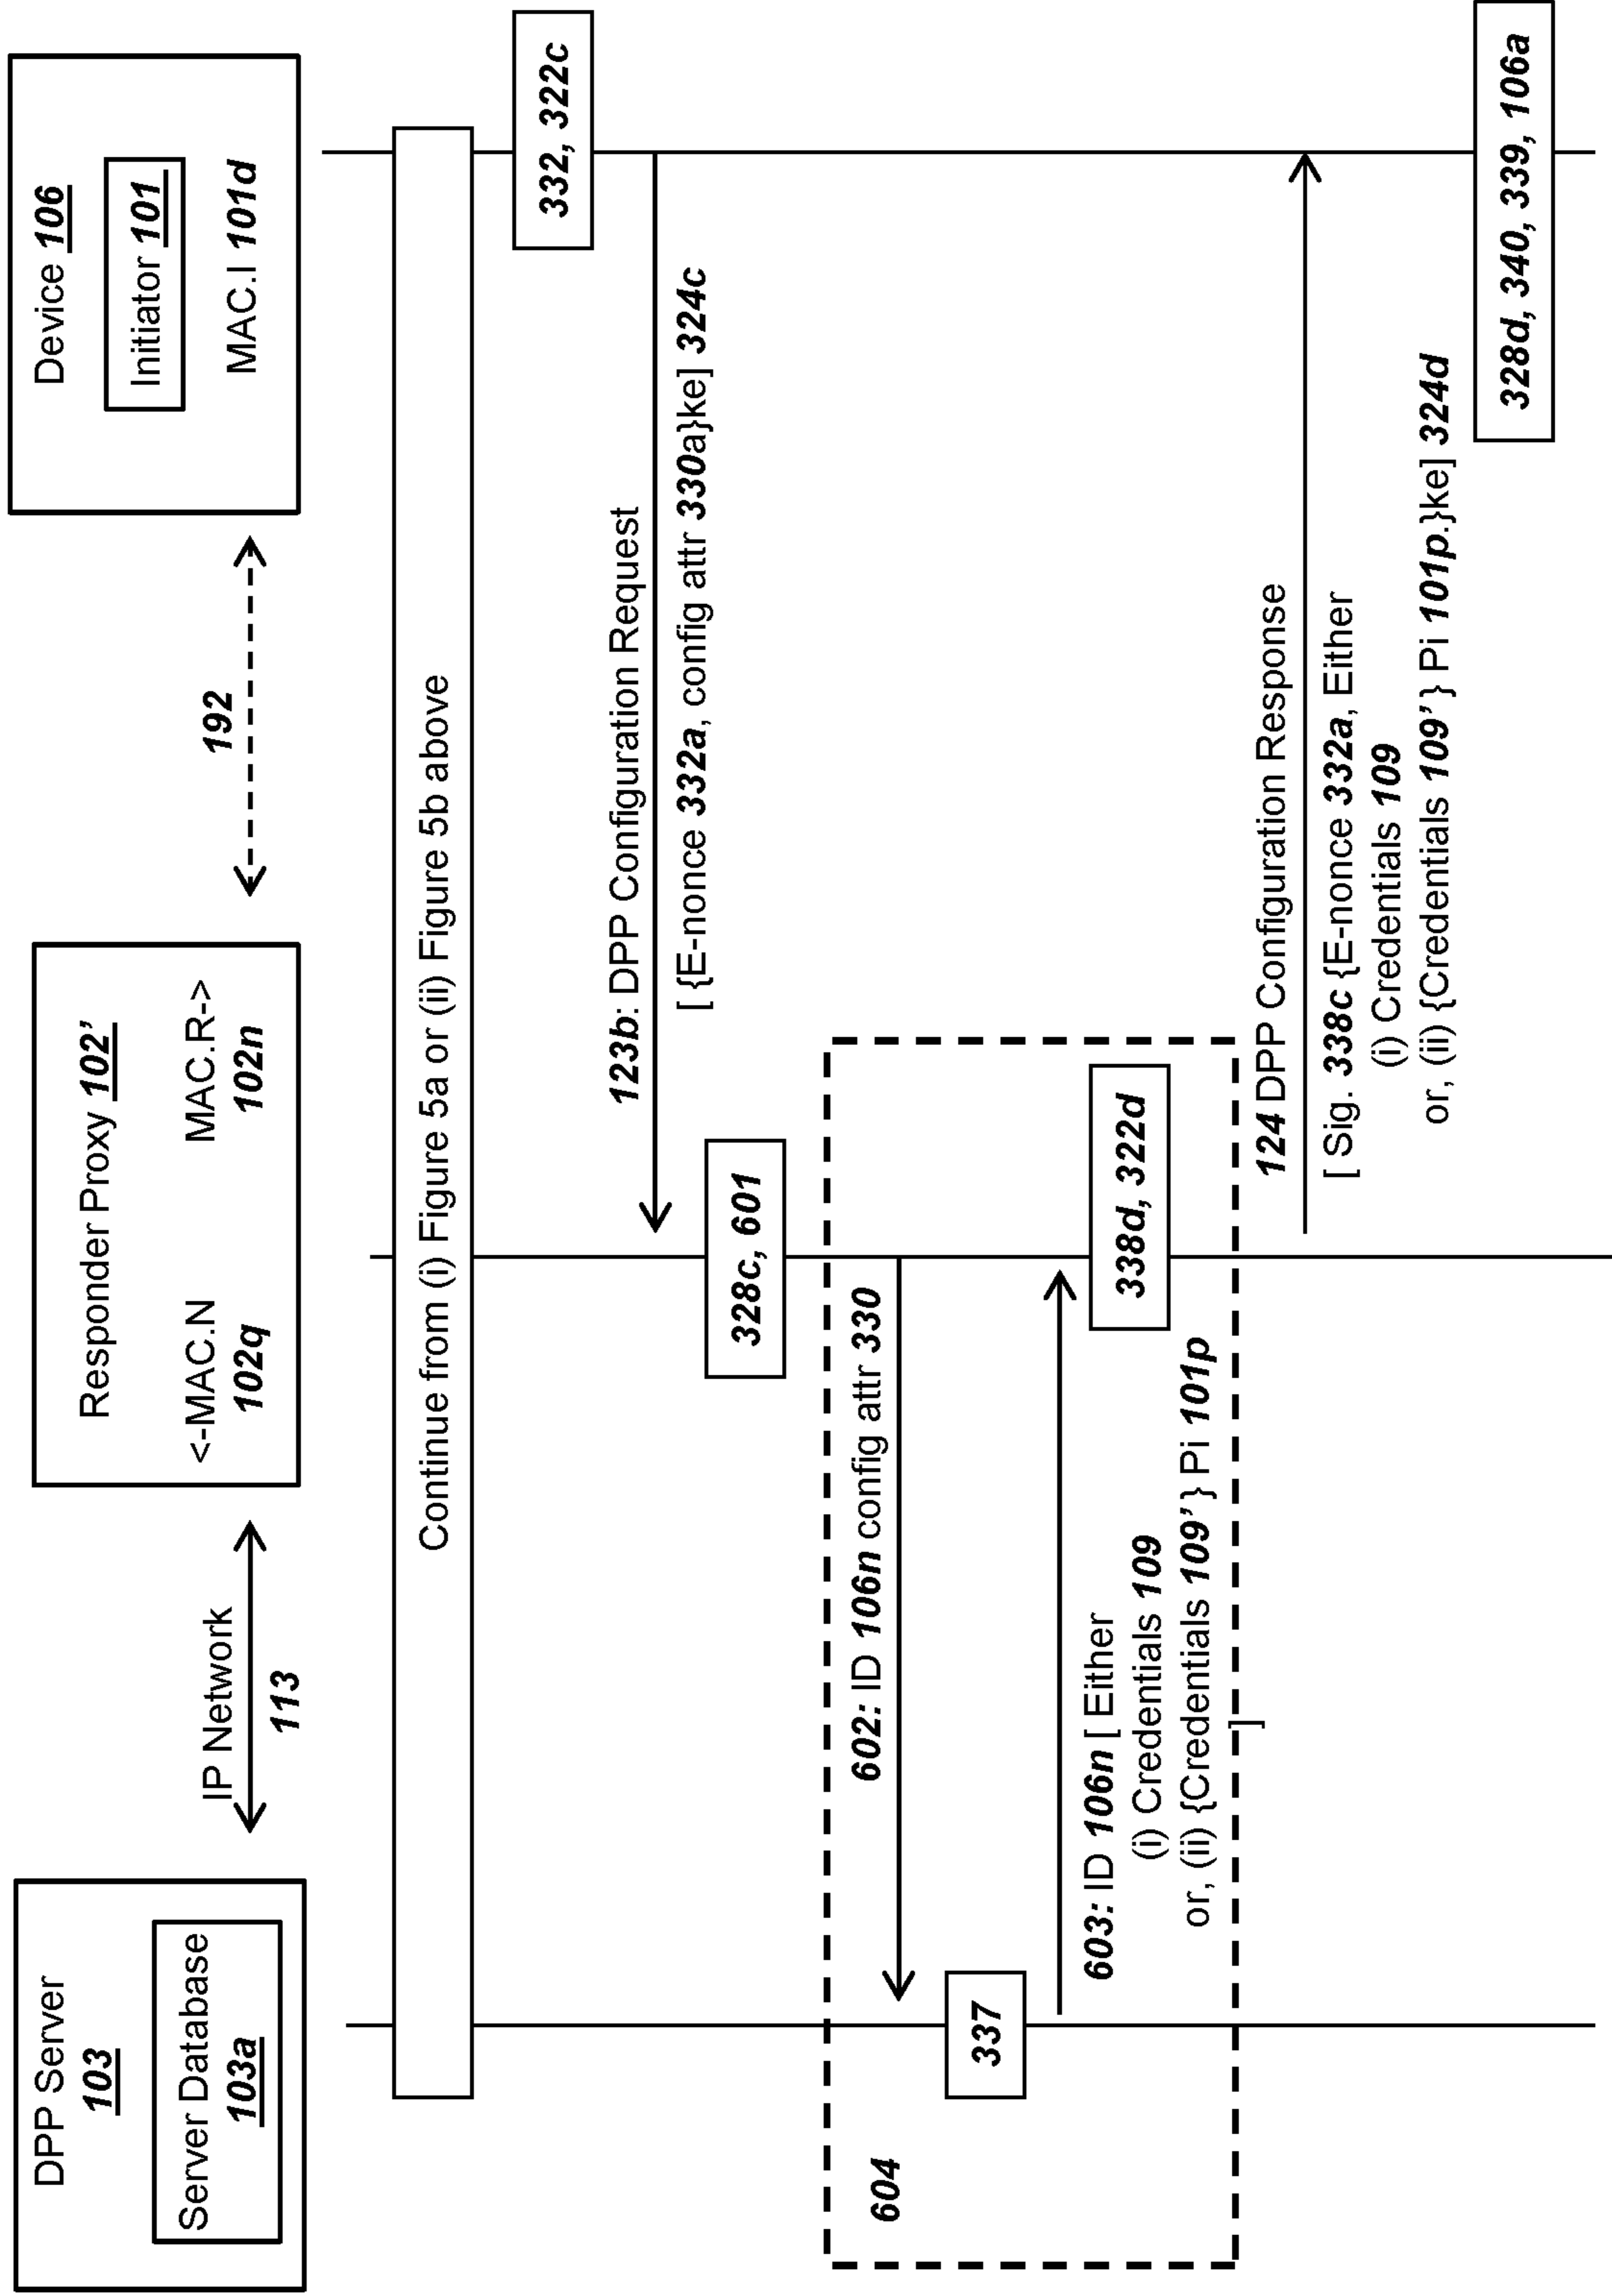 DPP Server
103
Server Database
103a
IP Network
113
Responder Proxy 102'
<-MAC.N
102q
MAC.R->
102n
192
Device 106
Initiator 101
MAC.I 101d
Continue from (i) Figure 5a or (ii) Figure 5b above
332, 322c
123b: DPP Configuration Request
[ {E-nonce 332a, config attr 330a}ke] 324c
328c, 601
604
602: ID 106n config attr 330
337
603: ID 106n [ Either
(i) Credentials 109
or, (ii) {Credentials 109'} Pi 101p
]
338d, 322d
124 DPP Configuration Response
[ Sig. 338c {E-nonce 332a, Either
(i) Credentials 109
or, (ii) {Credentials 109'} Pi 101p.}ke] 324d
328d, 340, 339, 106a